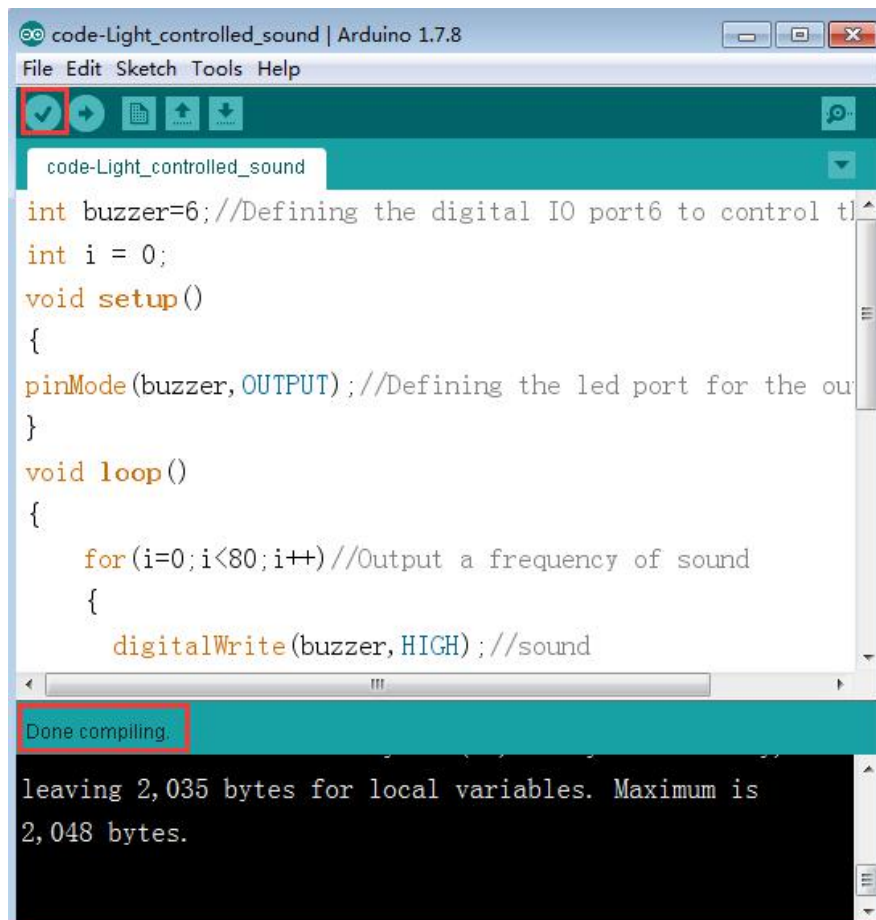 code-Light_controlled_sound | Arduino 1.7.8
File Edit Sketch Tools Help
code-Light_controlled_sound
int buzzer=6;//Defining the digital IO port6 to control
int i = 0;
void setup()
{
pinMode(buzzer,OUTPUT);//Defining the led port for the
}
void loop()
{
for(i=0;i<80;i++)//Output a frequency of sound
{
digitalWrite(buzzer,HIGH);//sound
Done compiling.
leaving 2,035 bytes for local variables. Maximum is
2,048 bytes.